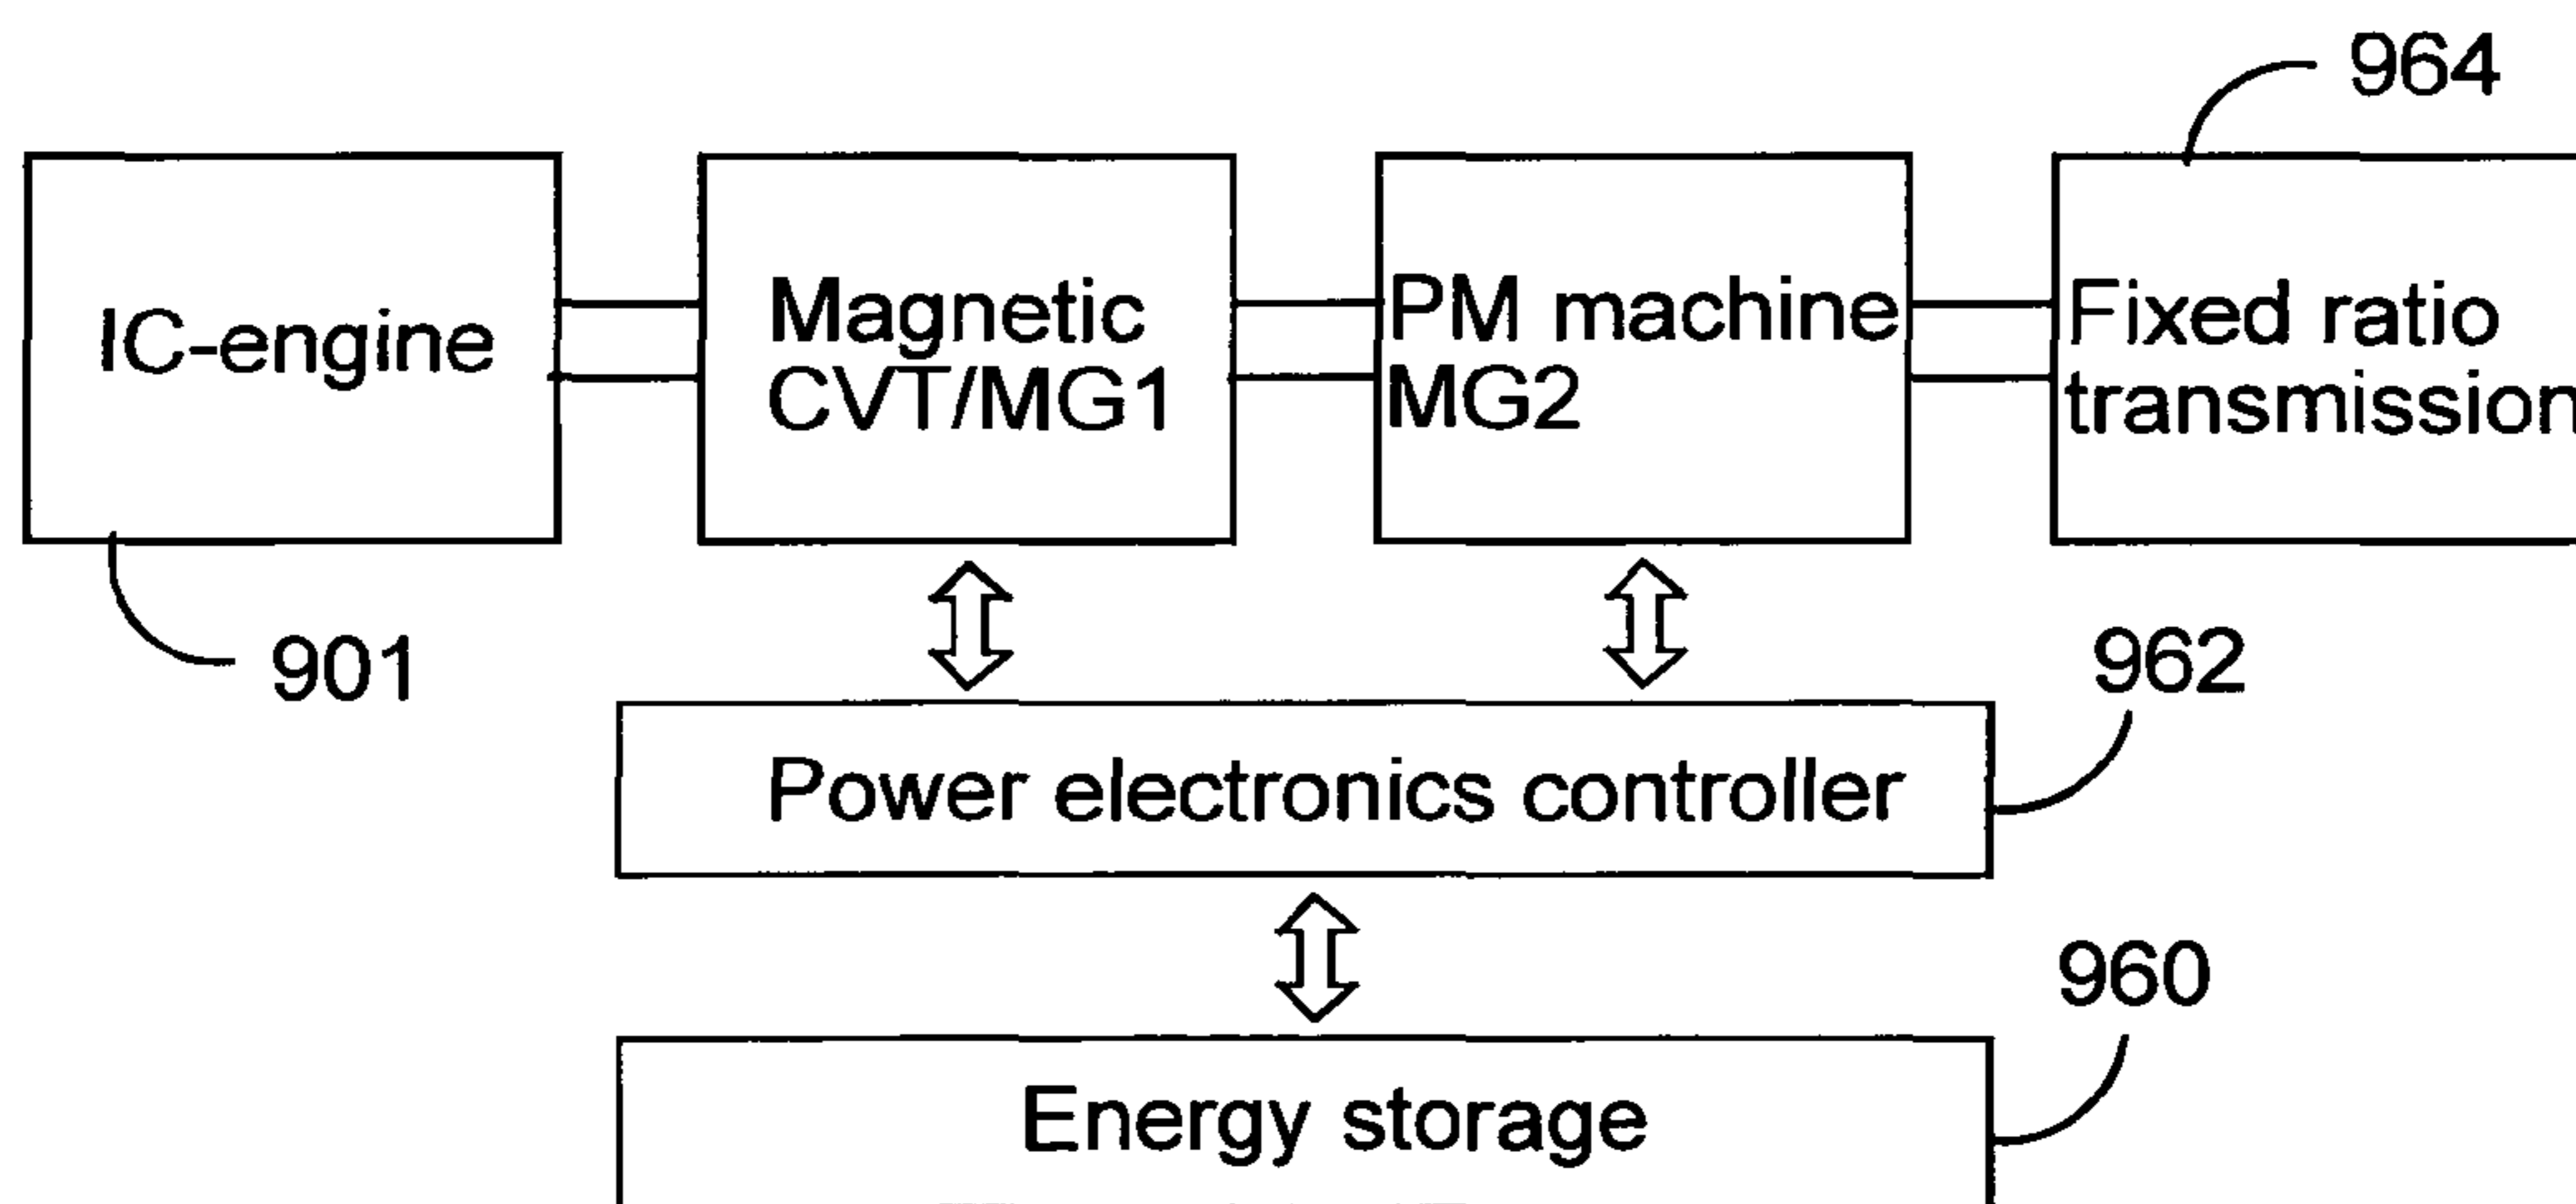 964
IC-engine
Magnetic
CVT/MG1
PM machine
MG2
Fixed ratio
transmission
901
962
Power electronics controller
960
Energy storage